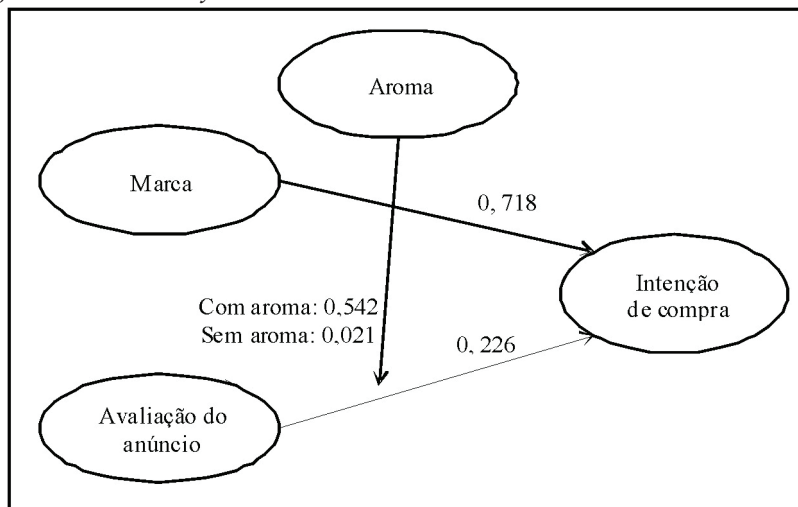 Aroma
Marca
0, 718
Intenção
de compra
Com aroma: 0,542
Sem aroma: 0,021
0, 226
Avaliação do
anúncio